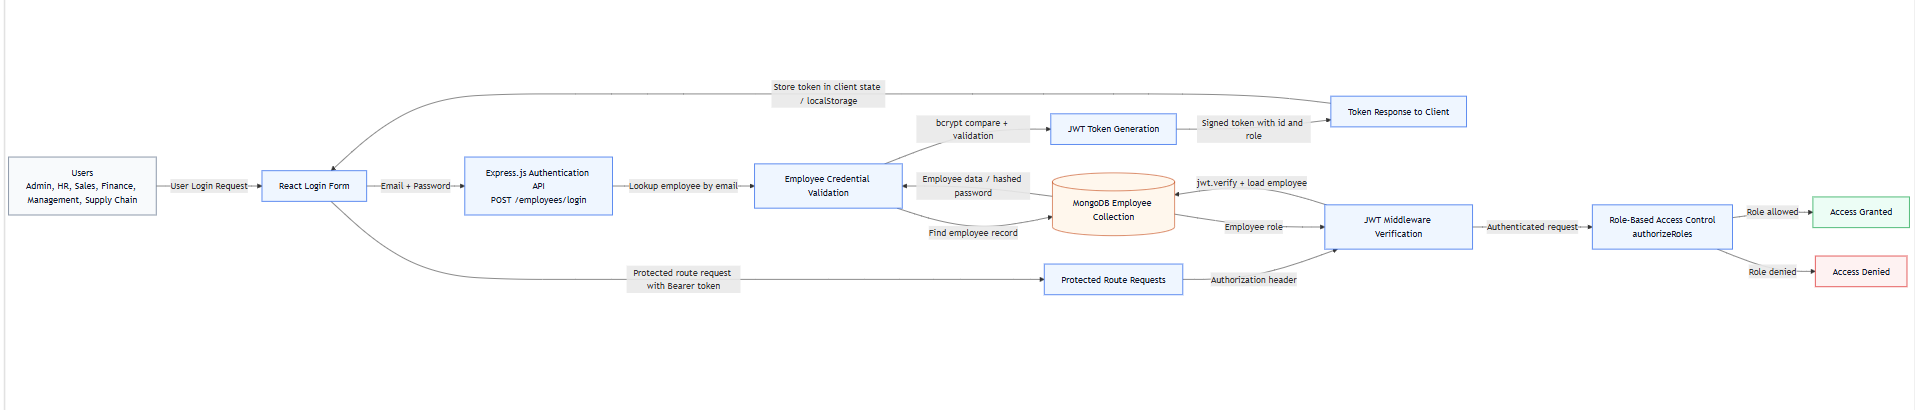 Users
Admin, HR, Sales, Finance,
Management, Supply Chain
User Login Request
React Login Form
Email + Password
Express.js Authentication
API
POST /employees/login
Lookup employee by email
Employee Credential
Validation
Store token in client state
/ localStorage
bcrypt compare +
validation
JWT Token Generation
Signed token with id and
role
Token Response to Client
Employee data / hashed
password
Find employee record
MongoDB Employee
Collection
jwt.verify + load employee
Employee role
Protected route request
with Bearer token
Protected Route Requests
Authorization header
JWT Middleware
Verification
Authenticated request
Role-Based Access Control
authorizeRoles
Role allowed
Access Granted
Role denied
Access Denied